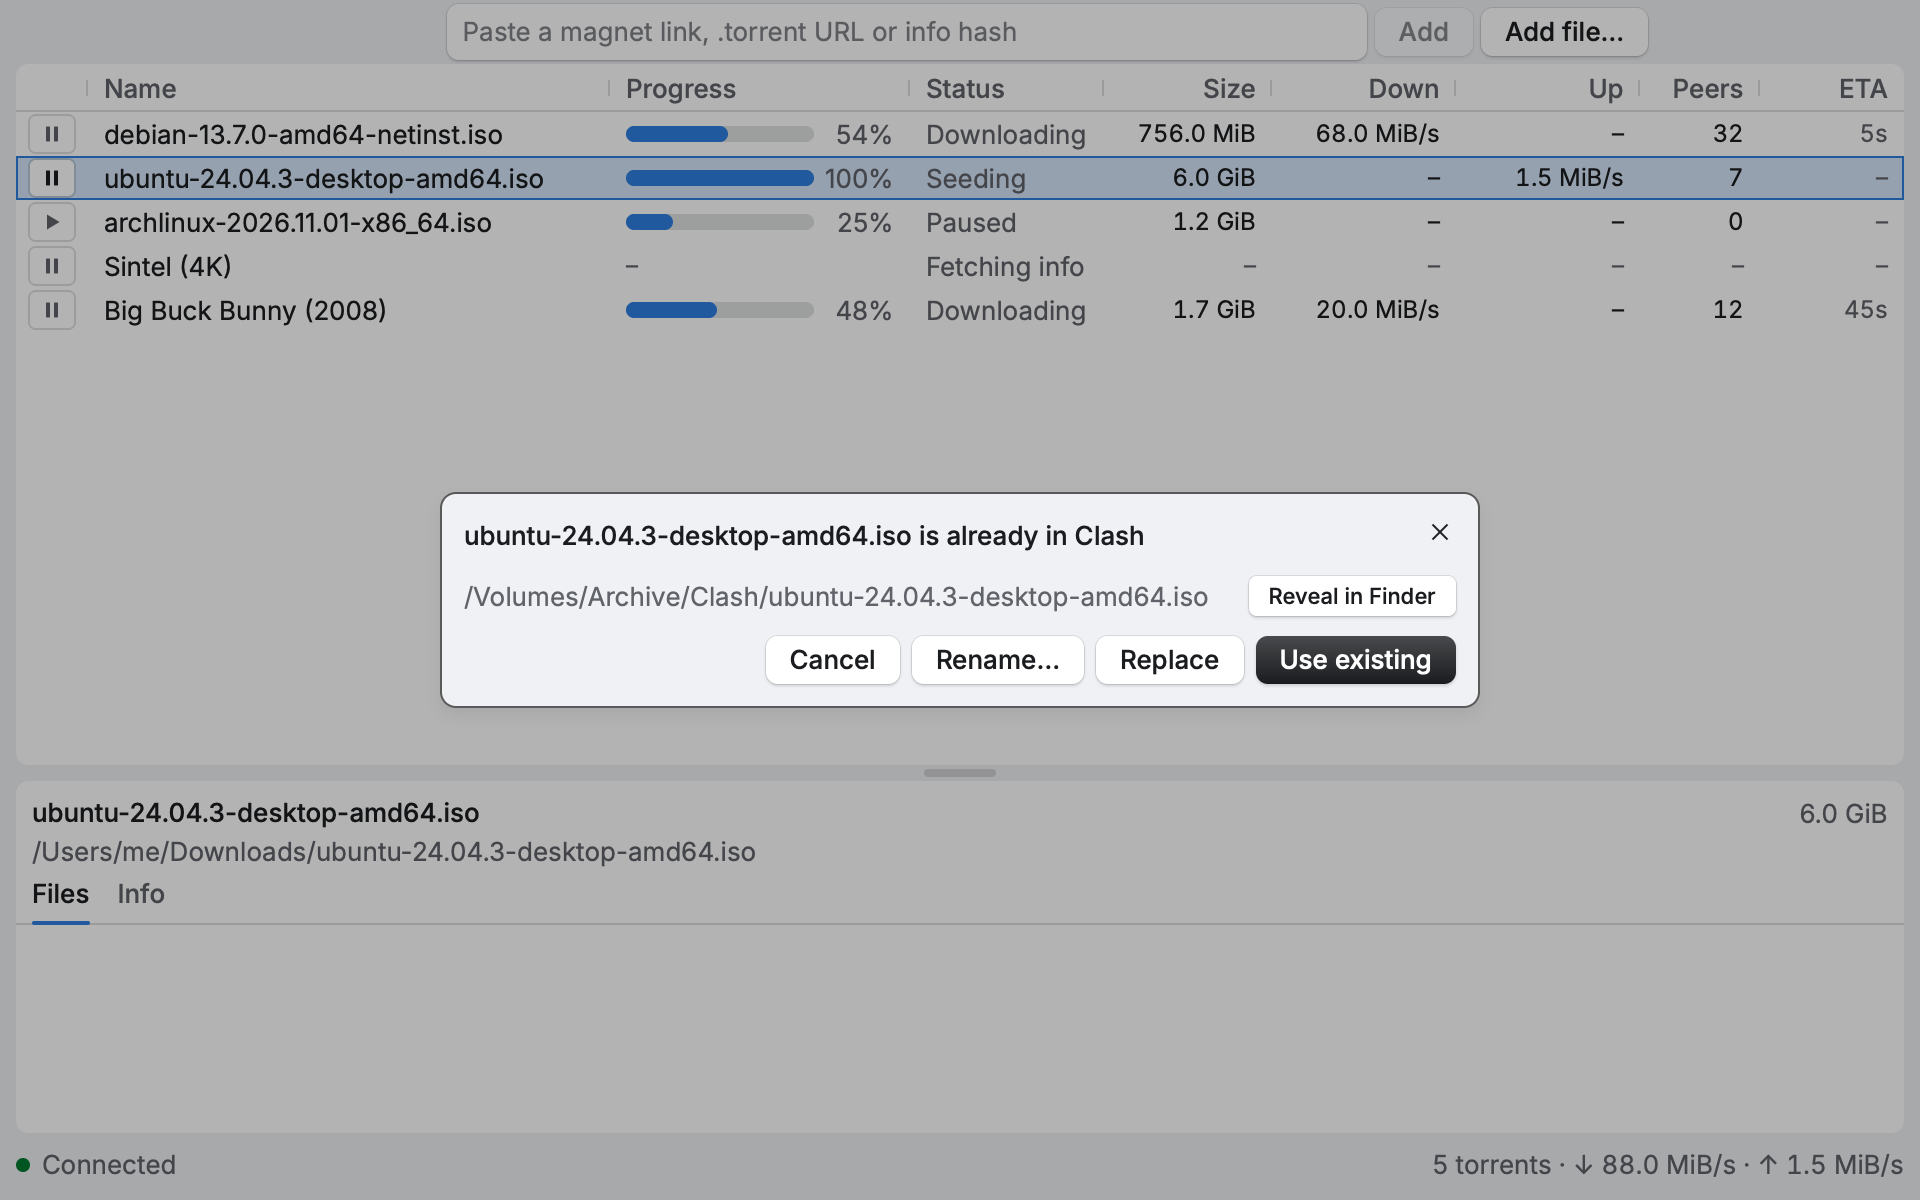 Paste a magnet link, .torrent URL or info hash Add Add file...
Name Progress Status Size Down Up Peers ETA
debian-13.7.0-amd64-netinst.iso 54% Downloading 756.0 MiB 68.0 MiB/s – 32 5s
ubuntu-24.04.3-desktop-amd64.iso 100% Seeding 6.0 GiB – 1.5 MiB/s 7 –
archlinux-2026.11.01-x86_64.iso 25% Paused 1.2 GiB – – 0 –
Sintel (4K) – Fetching info – – – – –
Big Buck Bunny (2008) 48% Downloading 1.7 GiB 20.0 MiB/s – 12 45s
ubuntu-24.04.3-desktop-amd64.iso is already in Clash
/Volumes/Archive/Clash/ubuntu-24.04.3-desktop-amd64.iso Reveal in Finder
Cancel Rename... Replace Use existing
ubuntu-24.04.3-desktop-amd64.iso 6.0 GiB
/Users/me/Downloads/ubuntu-24.04.3-desktop-amd64.iso
Files Info
Connected 5 torrents · ↓ 88.0 MiB/s · ↑ 1.5 MiB/s